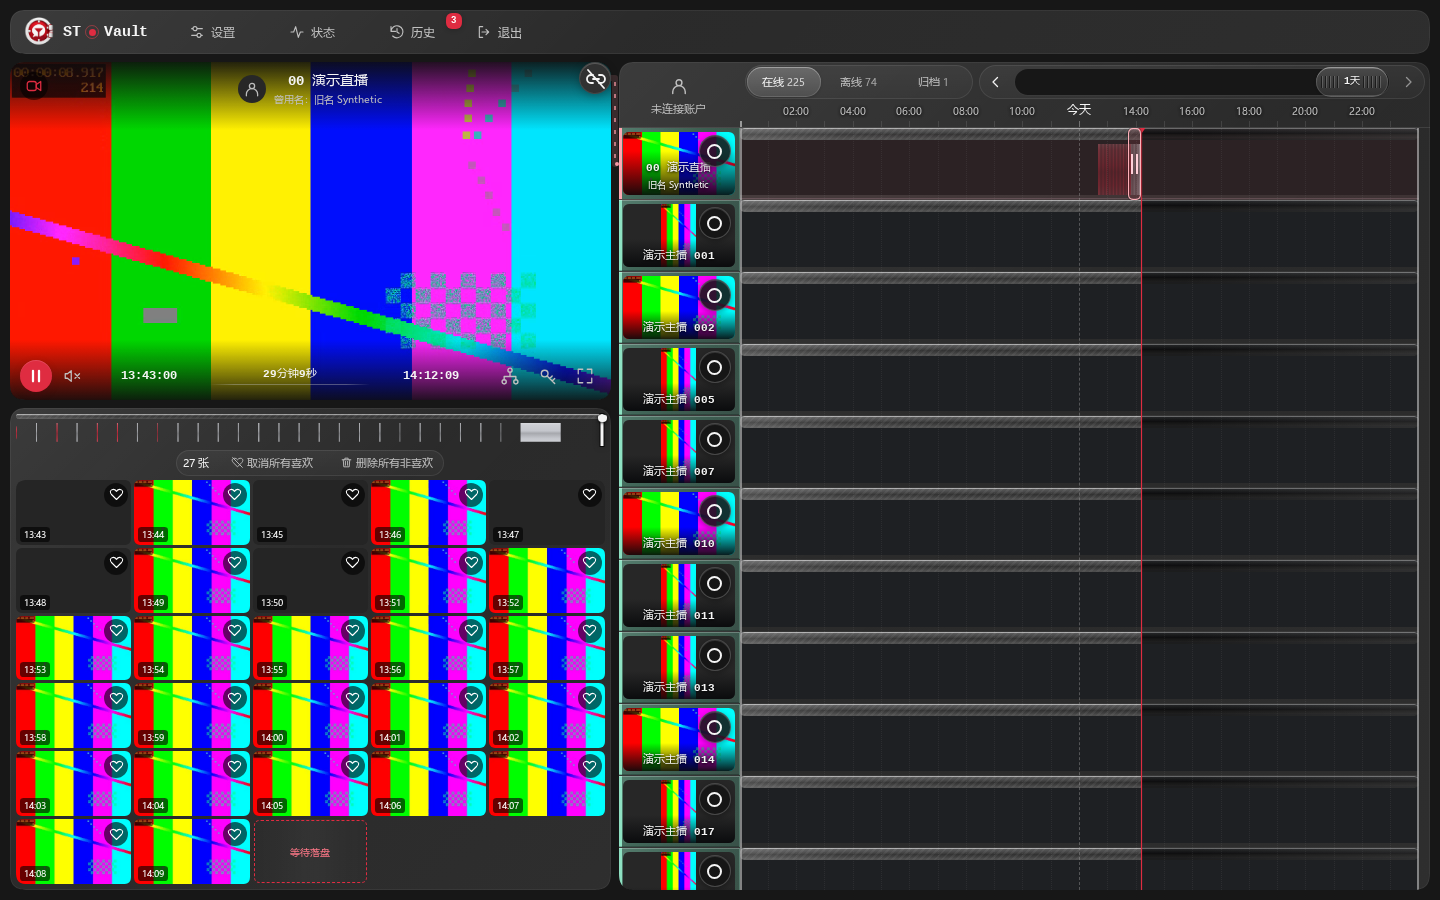 ST Vault
设置
状态
历史
3
退出
00:00:08.917
214
00 演示直播
曾用名: 旧名 Synthetic
13:43:00
29分钟9秒
14:12:09
27 张
取消所有喜欢
删除所有非喜欢
13:43
13:44
13:45
13:46
13:47
13:48
13:49
13:50
13:51
13:52
13:53
13:54
13:55
13:56
13:57
13:58
13:59
14:00
14:01
14:02
14:03
14:04
14:05
14:06
14:07
14:08
14:09
等待落盘
未连接账户
在线 225
离线 74
归档 1
1天
02:00
04:00
06:00
08:00
10:00
今天
14:00
16:00
18:00
20:00
22:00
00 演示直播
旧名 Synthetic
演示主播 001
演示主播 002
演示主播 005
演示主播 007
演示主播 010
演示主播 011
演示主播 013
演示主播 014
演示主播 017